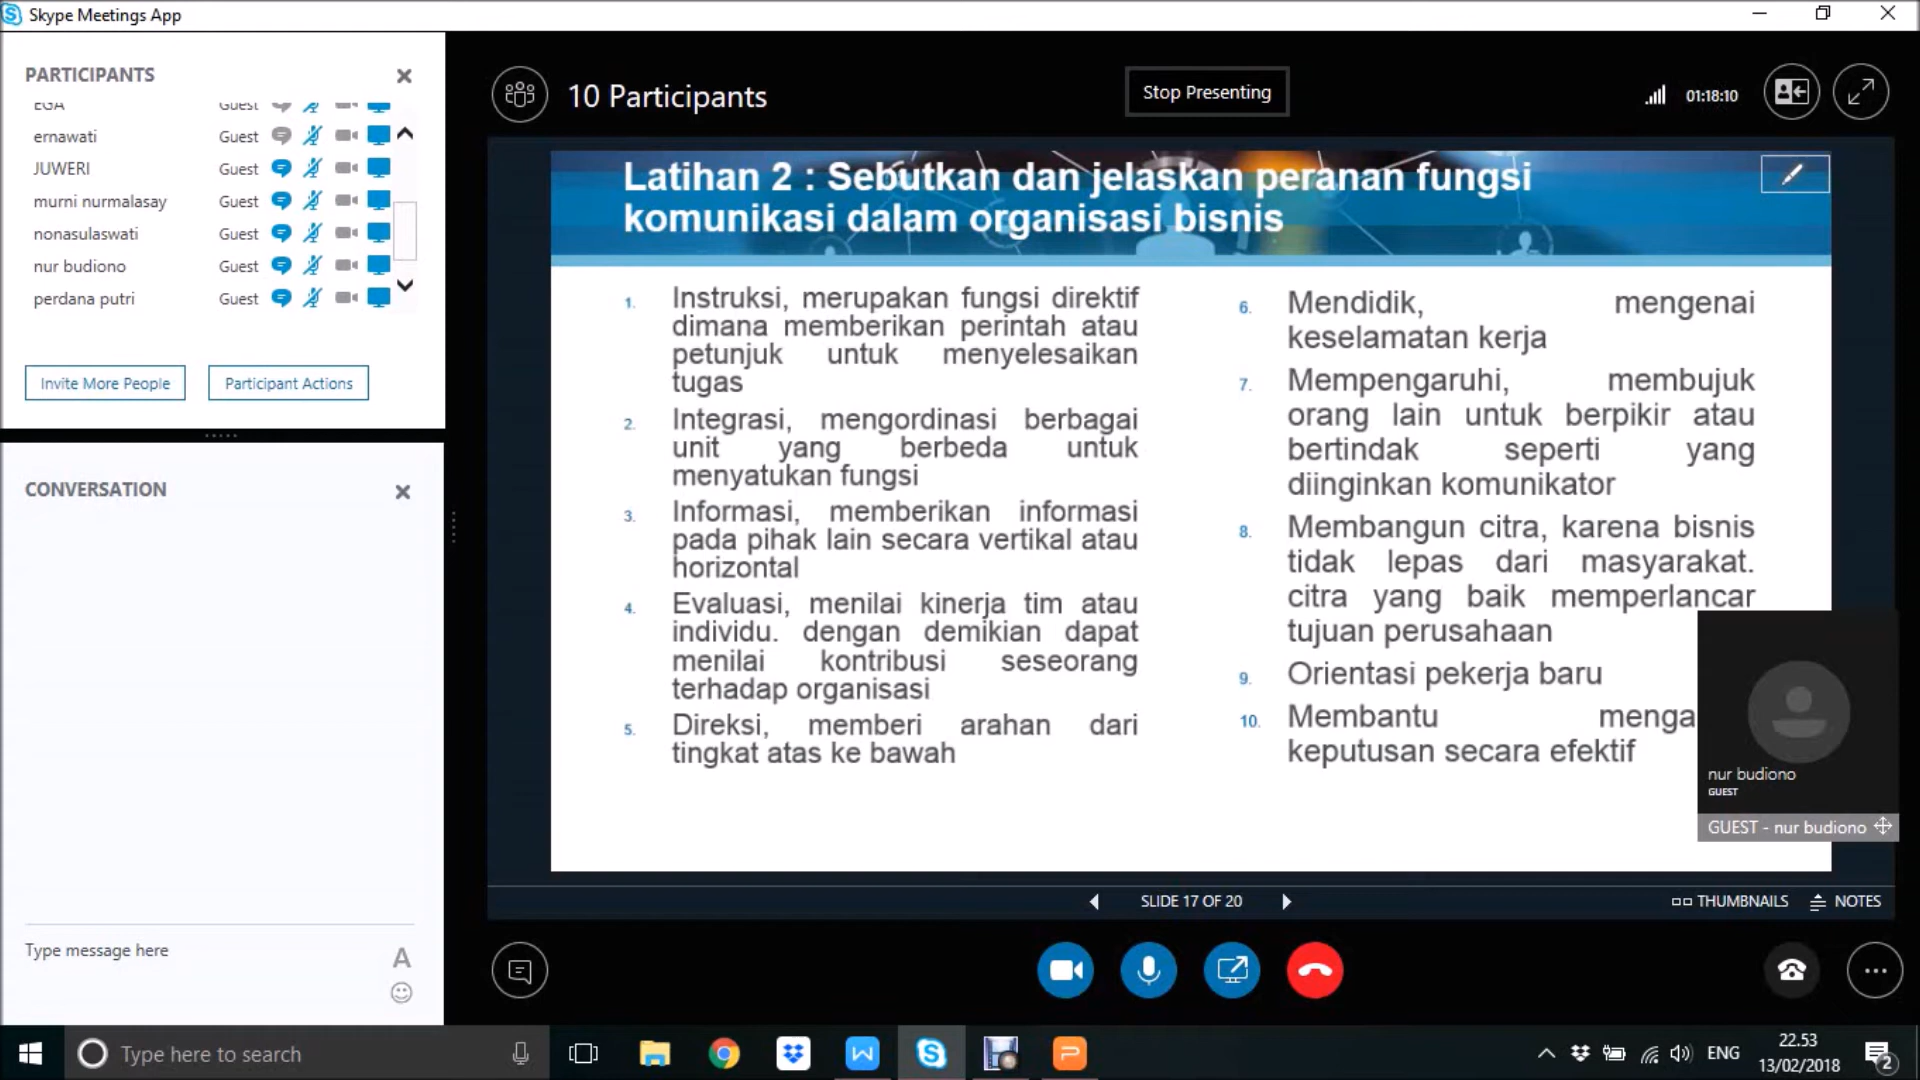 Skype Meetings App
PARTICIPANTS
EGA Guest
ernawati Guest
JUWERI Guest
murni nurmalasay Guest
nonasulaswati Guest
nur budiono Guest
perdana putri Guest
Invite More People
Participant Actions
CONVERSATION
Type message here
A
10 Participants
Stop Presenting
01:18:10
Latihan 2 : Sebutkan dan jelaskan peranan fungsi
komunikasi dalam organisasi bisnis
1. Instruksi, merupakan fungsi direktif
dimana memberikan perintah atau
petunjuk untuk menyelesaikan
tugas
2. Integrasi, mengordinasi berbagai
unit yang berbeda untuk
menyatukan fungsi
3. Informasi, memberikan informasi
pada pihak lain secara vertikal atau
horizontal
4. Evaluasi, menilai kinerja tim atau
individu. dengan demikian dapat
menilai kontribusi seseorang
terhadap organisasi
5. Direksi, memberi arahan dari
tingkat atas ke bawah
6. Mendidik, mengenai
keselamatan kerja
7. Mempengaruhi, membujuk
orang lain untuk berpikir atau
bertindak seperti yang
diinginkan komunikator
8. Membangun citra, karena bisnis
tidak lepas dari masyarakat.
citra yang baik memperlancar
tujuan perusahaan
9. Orientasi pekerja baru
10. Membantu menga
keputusan secara efektif
nur budiono
GUEST
GUEST - nur budiono
SLIDE 17 OF 20
THUMBNAILS
NOTES
Type here to search
ENG
22.53
13/02/2018
2